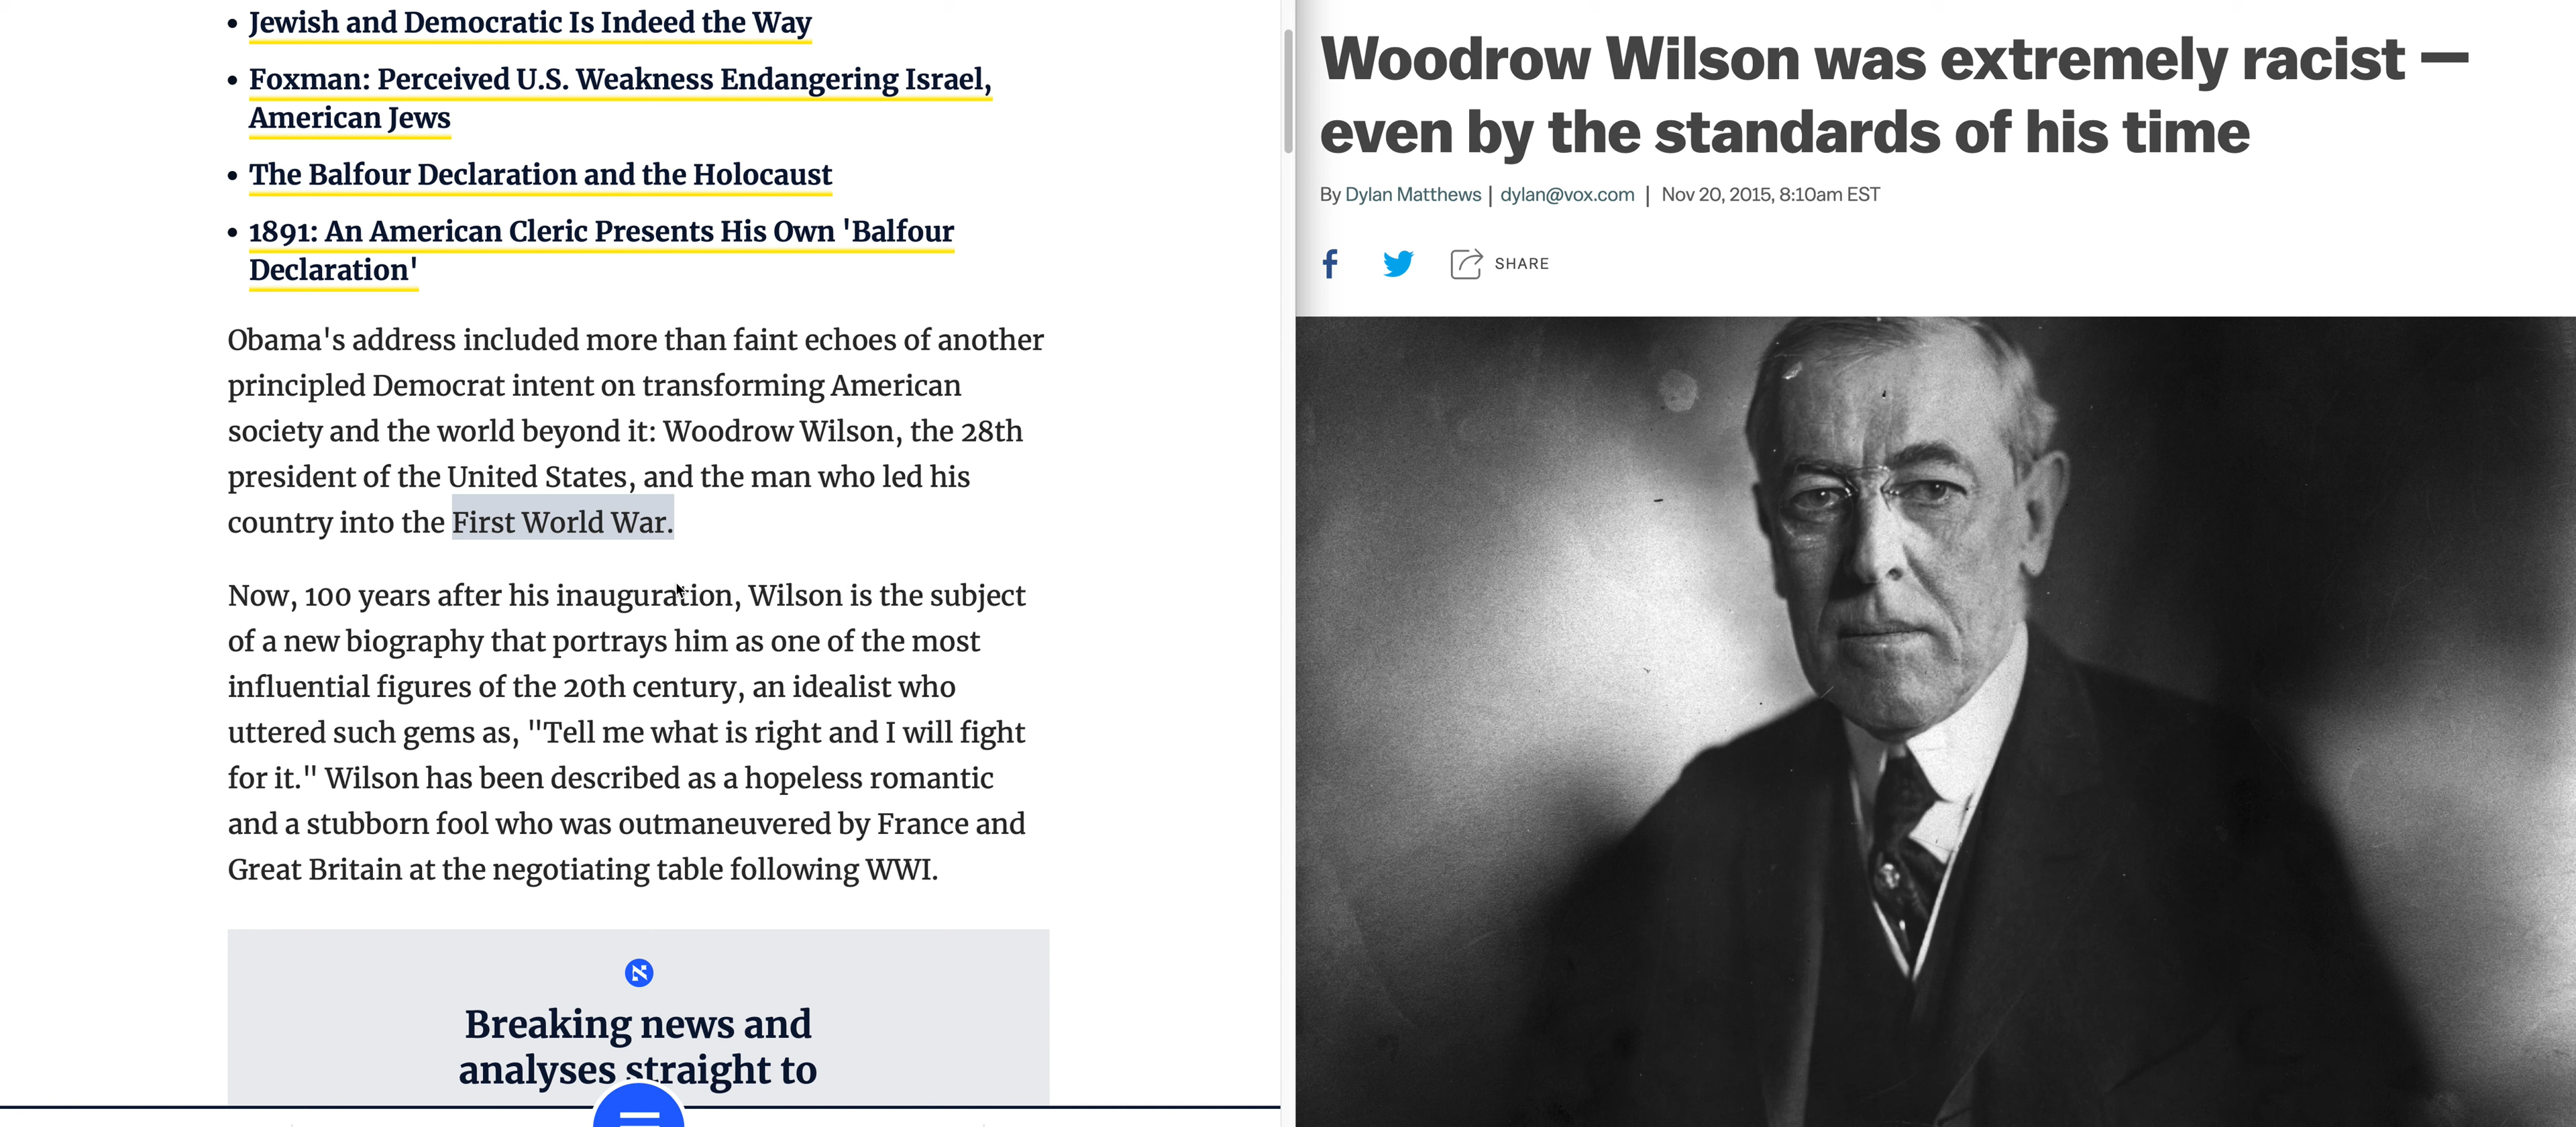 Jewish and Democratic Is Indeed the Way
Foxman: Perceived U.S. Weakness Endangering Israel,
American Jews
The Balfour Declaration and the Holocaust
1891: An American Cleric Presents His Own 'Balfour
Declaration'
Obama's address included more than faint echoes of another
principled Democrat intent on transforming American
society and the world beyond it: Woodrow Wilson, the 28th
president of the United States, and the man who led his
country into the First World War.
Now, 100 years after his inauguration, Wilson is the subject
of a new biography that portrays him as one of the most
influential figures of the 20th century, an idealist who
uttered such gems as, "Tell me what is right and I will fight
for it." Wilson has been described as a hopeless romantic
and a stubborn fool who was outmaneuvered by France and
Great Britain at the negotiating table following WWI.
Breaking news and
analyses straight to
Woodrow Wilson was extremely racist —
even by the standards of his time
By Dylan Matthews | dylan@vox.com | Nov 20, 2015, 8:10am EST
SHARE